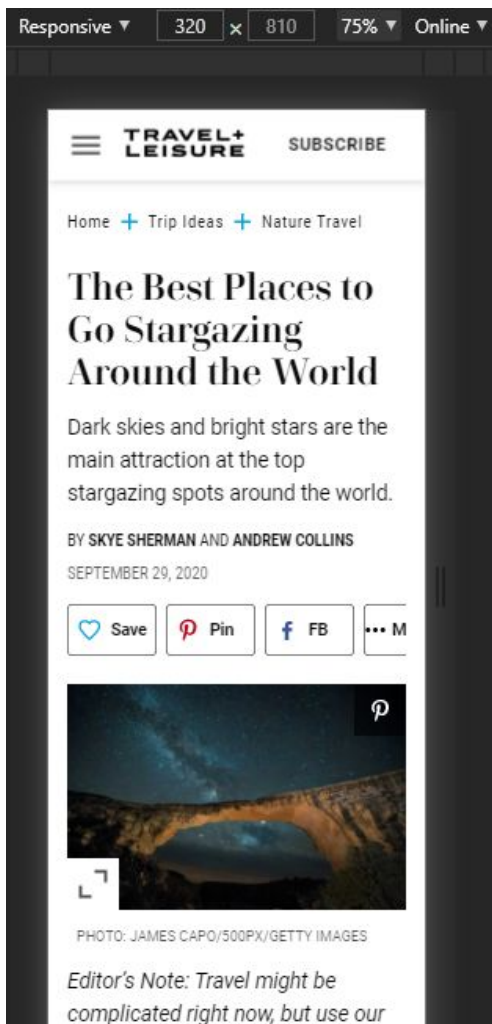 Responsive ▼ 320 × 810 75% ▼ Online ▼
TRAVEL+
LEISURE
SUBSCRIBE
Home + Trip Ideas + Nature Travel
The Best Places to
Go Stargazing
Around the World
Dark skies and bright stars are the
main attraction at the top
stargazing spots around the world.
BY SKYE SHERMAN AND ANDREW COLLINS
SEPTEMBER 29, 2020
Save Pin FB ••• M
PHOTO: JAMES CAPO/500PX/GETTY IMAGES
Editor's Note: Travel might be
complicated right now, but use our